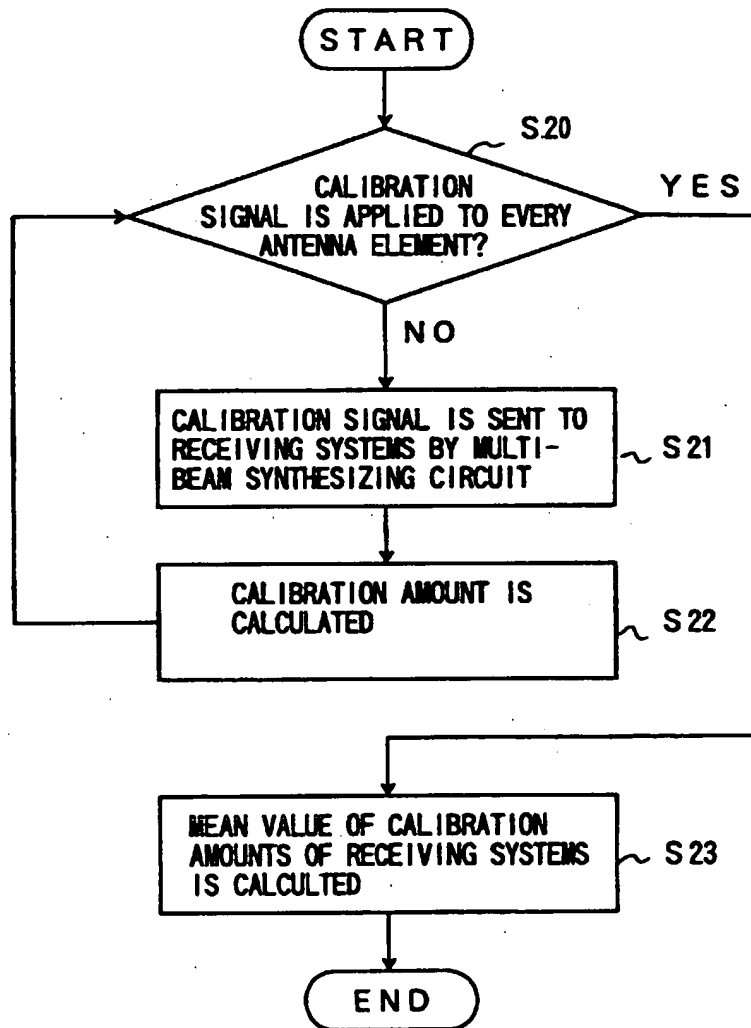 START
S20
CALIBRATION
SIGNAL IS APPLIED TO EVERY
ANTENNA ELEMENT?
YES
NO
CALIBRATION SIGNAL IS SENT TO
RECEIVING SYSTEMS BY MULTI-
BEAM SYNTHESIZING CIRCUIT
S21
CALIBRATION AMOUNT IS
CALCULATED
S22
MEAN VALUE OF CALIBRATION
AMOUNTS OF RECEIVING SYSTEMS
IS CALCULTED
S23
END